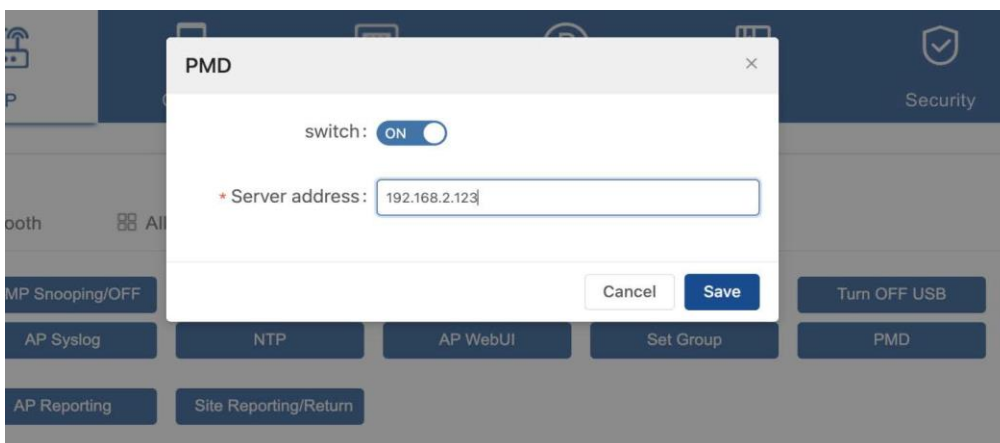 PMD
P
Security
switch: ON
* Server address: 192.168.2.123
ooth
All
Cancel
Save
MP Snooping/OFF
Turn OFF USB
AP Syslog
NTP
AP WebUI
Set Group
PMD
AP Reporting
Site Reporting/Return